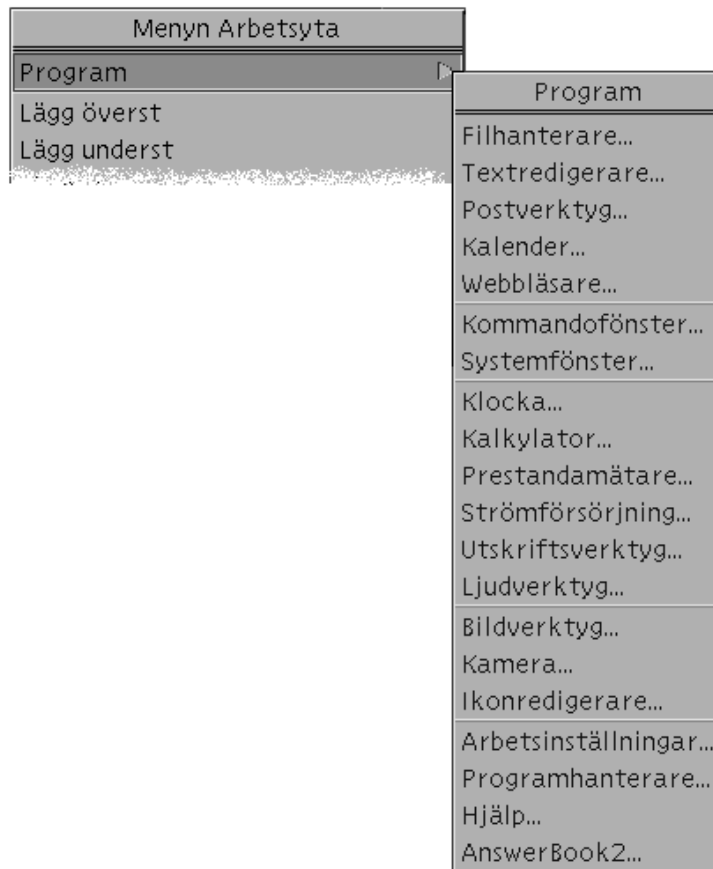 Menyn Arbetsyta
Program
Lägg överst
Lägg underst
Program
Filhanterare...
Textredigerare...
Postverktyg...
Kalender...
Webbläsare...
Kommandofönster...
Systemfönster...
Klocka...
Kalkylator...
Prestandamätare...
Strömförsörjning...
Utskriftsverktyg...
Ljudverktyg...
Bildverktyg...
Kamera...
Ikonredigerare...
Arbetsinställningar...
Programhanterare...
Hjälp...
AnswerBook2...